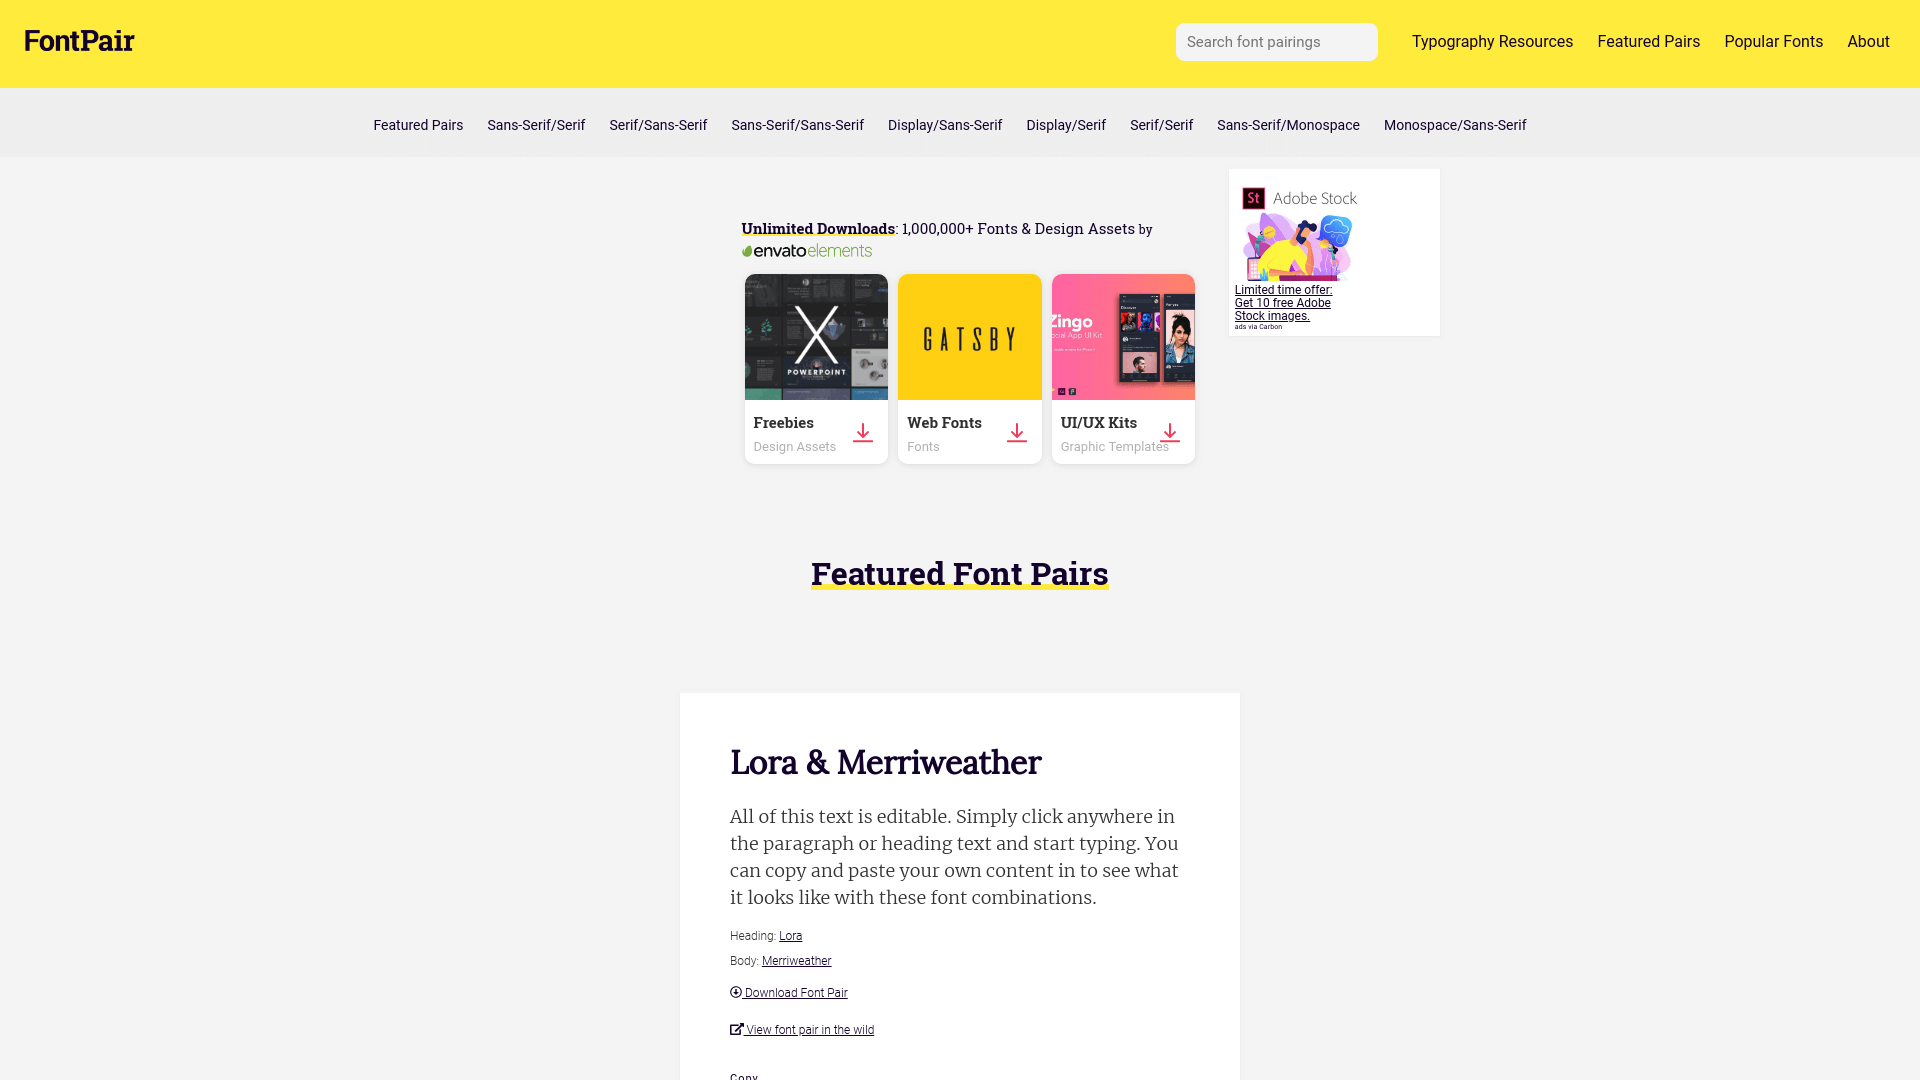 FontPair
Search font pairings
Typography Resources
Featured Pairs
Popular Fonts
About
Featured Pairs
Sans-Serif/Serif
Serif/Sans-Serif
Sans-Serif/Sans-Serif
Display/Sans-Serif
Display/Serif
Serif/Serif
Sans-Serif/Monospace
Monospace/Sans-Serif
Unlimited Downloads: 1,000,000+ Fonts & Design Assets by
envatoelements
X
POWERPOINT
Freebies
Design Assets
GATSBY
Web Fonts
Fonts
Zingo
ocial App UI Kit
UI/UX Kits
Graphic Templates
St Adobe Stock
Limited time offer:
Get 10 free Adobe
Stock images.
ads via Carbon
Featured Font Pairs
Lora & Merriweather
All of this text is editable. Simply click anywhere in
the paragraph or heading text and start typing. You
can copy and paste your own content in to see what
it looks like with these font combinations.
Heading: Lora
Body: Merriweather
Download Font Pair
View font pair in the wild
Copy